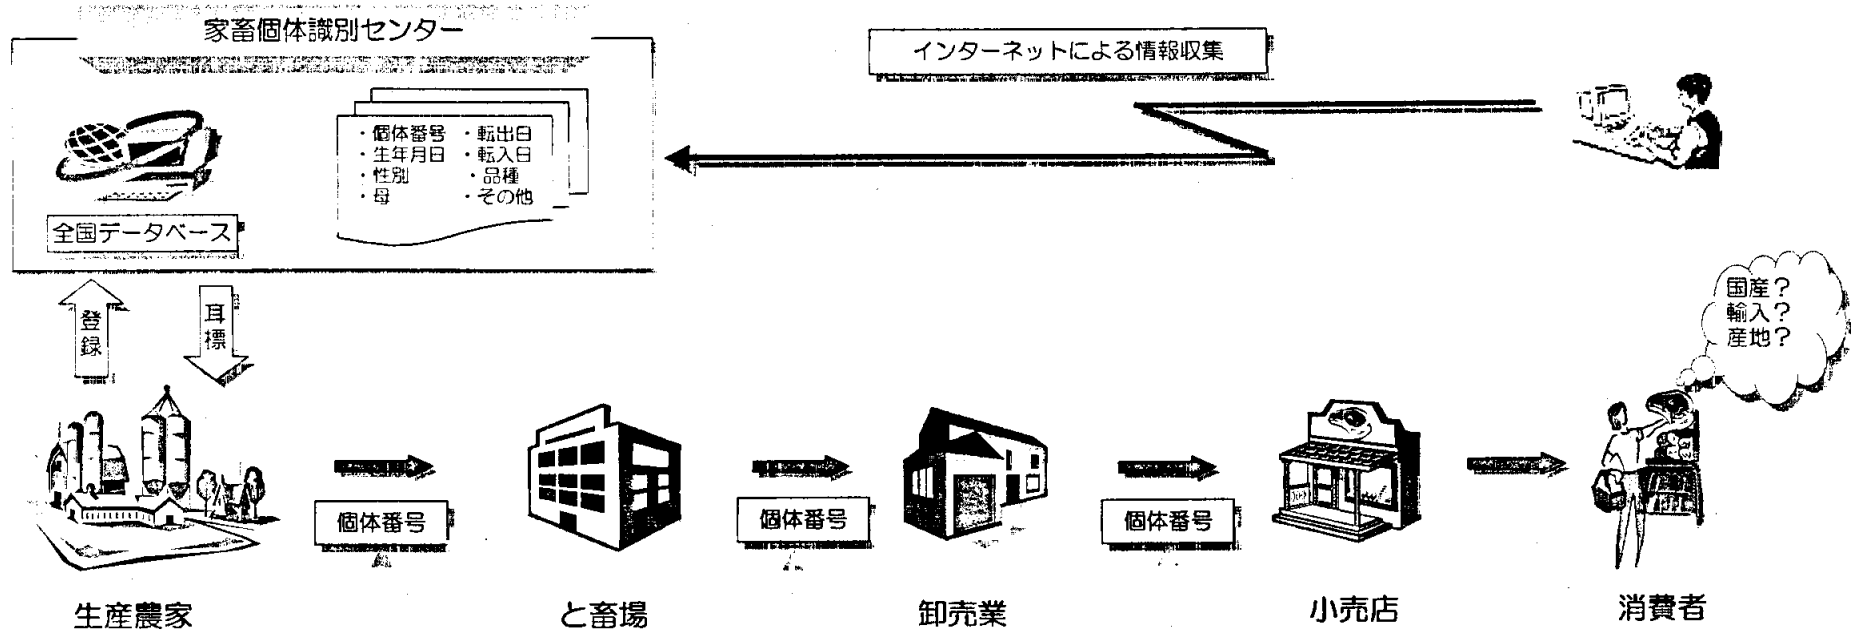 家畜個体識別センター
インターネットによる情報収集
・個体番号 ・転出日
・生年月日 ・転入日
・性別 ・品種
・母 ・その他
全国データベース
登録
耳標
国産？
輸入？
産地？
個体番号
個体番号
個体番号
生産農家
と畜場
卸売業
小売店
消費者